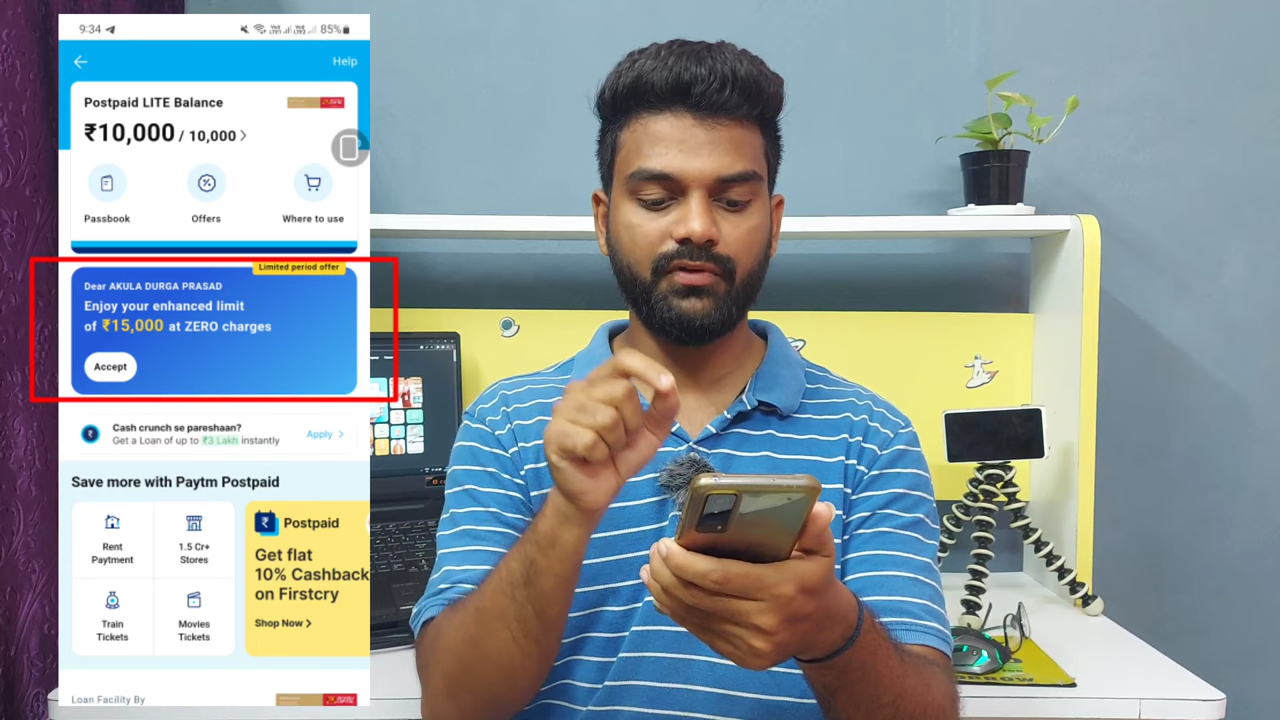 9:34
85%
Help
Postpaid LITE Balance
₹10,000 / 10,000
Passbook
Offers
Where to use
Limited period offer
Dear AKULA DURGA PRASAD
Enjoy your enhanced limit
of ₹15,000 at ZERO charges
Accept
Cash crunch se pareshaan?
Get a Loan of up to ₹3 Lakh instantly
Apply
Save more with Paytm Postpaid
Rent
Paytment
1.5 Cr+
Stores
Train
Tickets
Movies
Tickets
Postpaid
Get flat
10% Cashback
on Firstcry
Shop Now
Loan Facility By